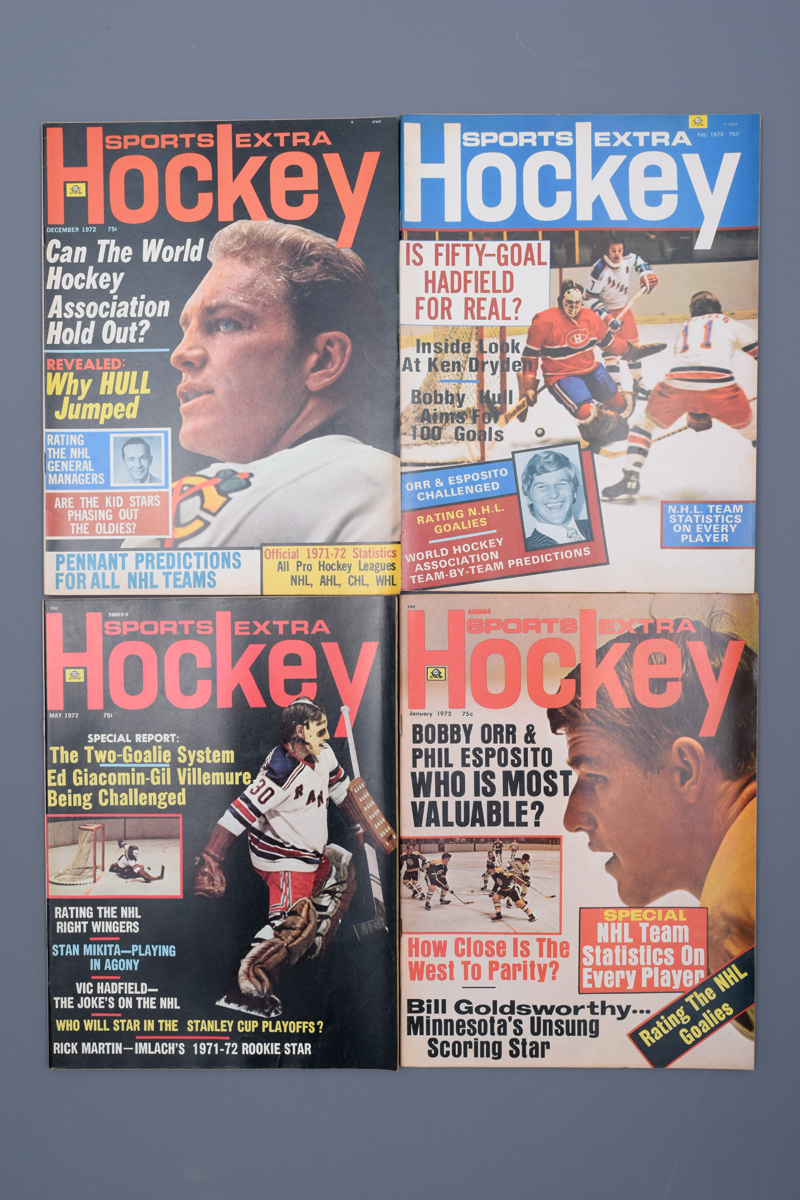 SPORTS EXTRA
Hockey
DECEMBER 1972 75¢
Can The World
Hockey
Association
Hold Out?
REVEALED:
Why HULL
Jumped
RATING
THE NHL
GENERAL
MANAGERS
ARE THE KID STARS
PHASING OUT
THE OLDIES?
PENNANT PREDICTIONS
FOR ALL NHL TEAMS
Official 1971-72 Statistics
All Pro Hockey Leagues
NHL, AHL, CHL, WHL
SPORTS EXTRA
Hockey
Feb. 1973 75¢
IS FIFTY-GOAL
HADFIELD
FOR REAL?
Inside Look
At Ken Dryden
Bobby Hull
Aims For
100 Goals
11
ORR & ESPOSITO
CHALLENGED
RATING N.H.L.
GOALIES
WORLD HOCKEY
ASSOCIATION
TEAM-BY-TEAM PREDICTIONS
N.H.L. TEAM
STATISTICS
ON EVERY
PLAYER
SPORTS EXTRA
Hockey
MAY 1972 75¢
SPECIAL REPORT:
The Two-Goalie System
Ed Giacomin-Gil Villemure
Being Challenged
30
RATING THE NHL
RIGHT WINGERS
STAN MIKITA—PLAYING
IN AGONY
VIC HADFIELD—
THE JOKE'S ON THE NHL
WHO WILL STAR IN THE STANLEY CUP PLAYOFFS?
RICK MARTIN—IMLACH'S 1971-72 ROOKIE STAR
SPORTS EXTRA
Hockey
January 1972 75c
BOBBY ORR &
PHIL ESPOSITO
WHO IS MOST
VALUABLE?
How Close Is The
West To Parity?
SPECIAL
NHL Team
Statistics On
Every Player
Bill Goldsworthy...
Minnesota's Unsung
Scoring Star
Rating The NHL
Goalies